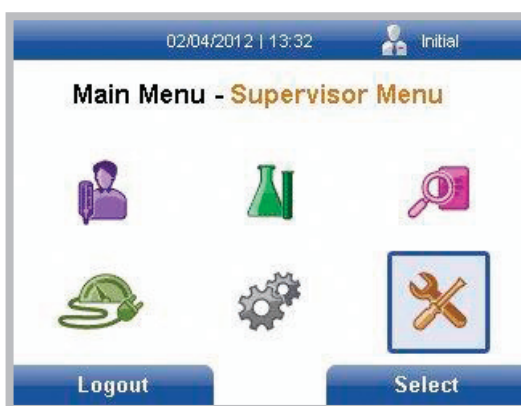 02/04/2012 | 13:32 Initial
Main Menu - Supervisor Menu
Logout Select